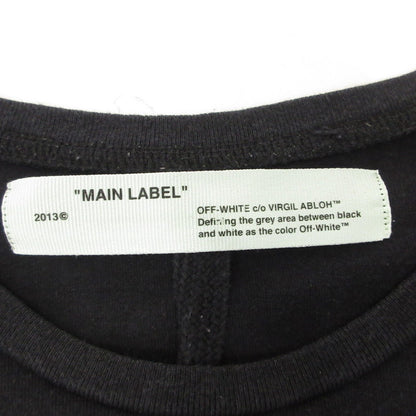 "MAIN LABEL"
2013©
OFF-WHITE c/o VIRGIL ABLOH™
Defining the grey area between black
and white as the color Off-White™